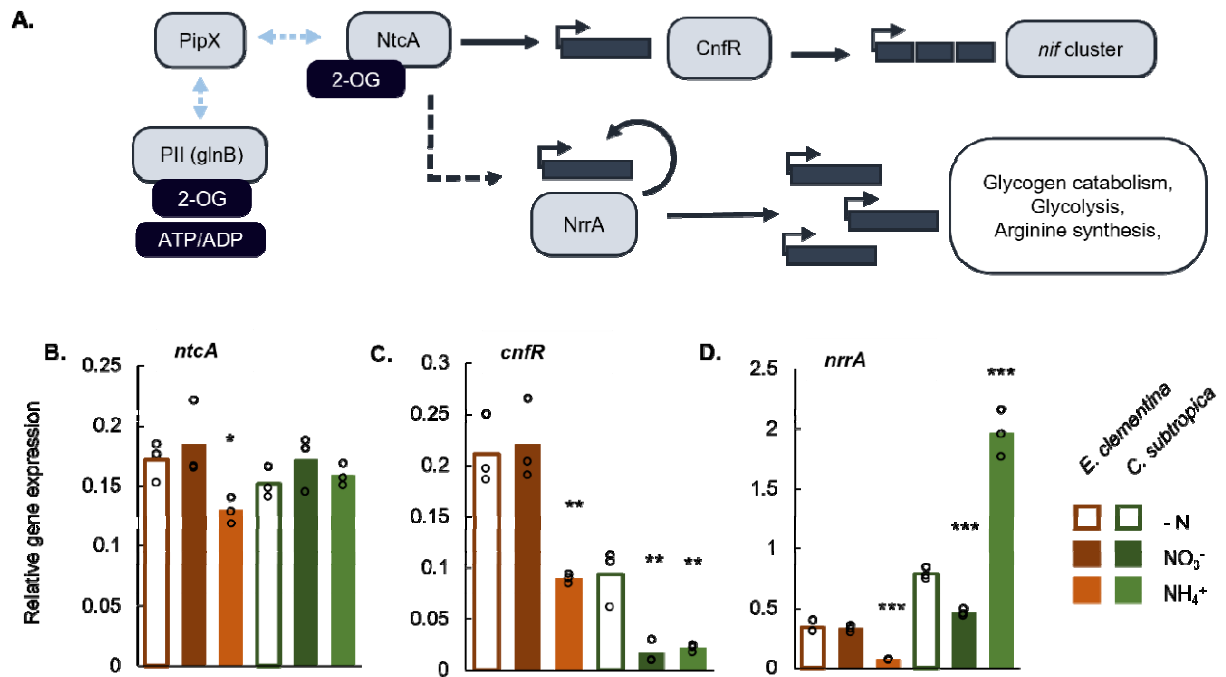 A.
PipX
NtcA
2-OG
CnfR
nif cluster
PII (glnB)
2-OG
ATP/ADP
NrrA
Glycogen catabolism,
Glycolysis,
Arginine synthesis,
B.
ntcA
C.
cnfR
D.
nrrA
Relative gene expression
0.25
0.2
0.15
0.1
0.05
0
*
0.3
0.25
0.2
0.15
0.1
0.05
0
**
**
**
2.5
2
1.5
1
0.5
0
***
***
***
E. clementina
C. subtropica
- N
NO₃⁻
NH₄⁺